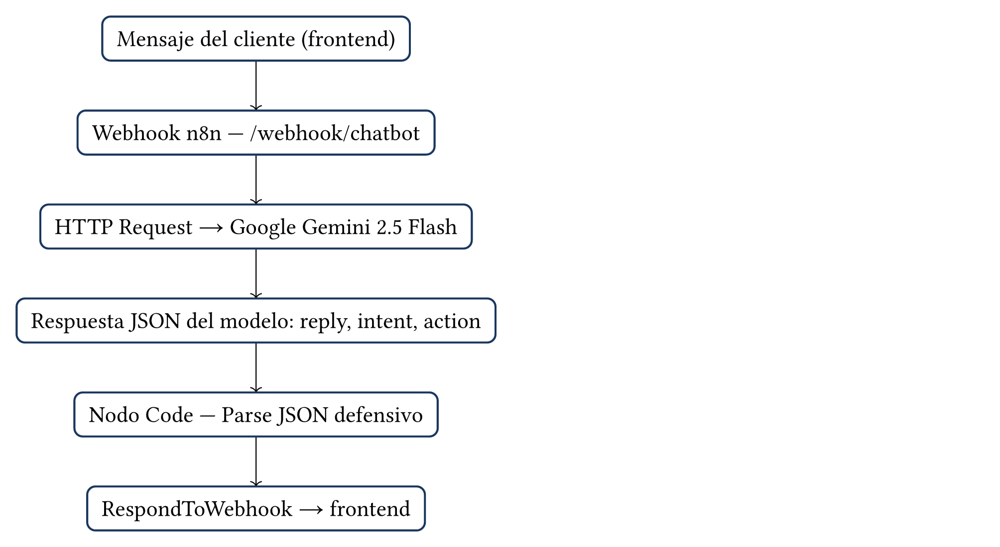 Mensaje del cliente (frontend)
Webhook n8n — /webhook/chatbot
HTTP Request ⟶ Google Gemini 2.5 Flash
Respuesta JSON del modelo: reply, intent, action
Nodo Code — Parse JSON defensivo
RespondToWebhook ⟶ frontend